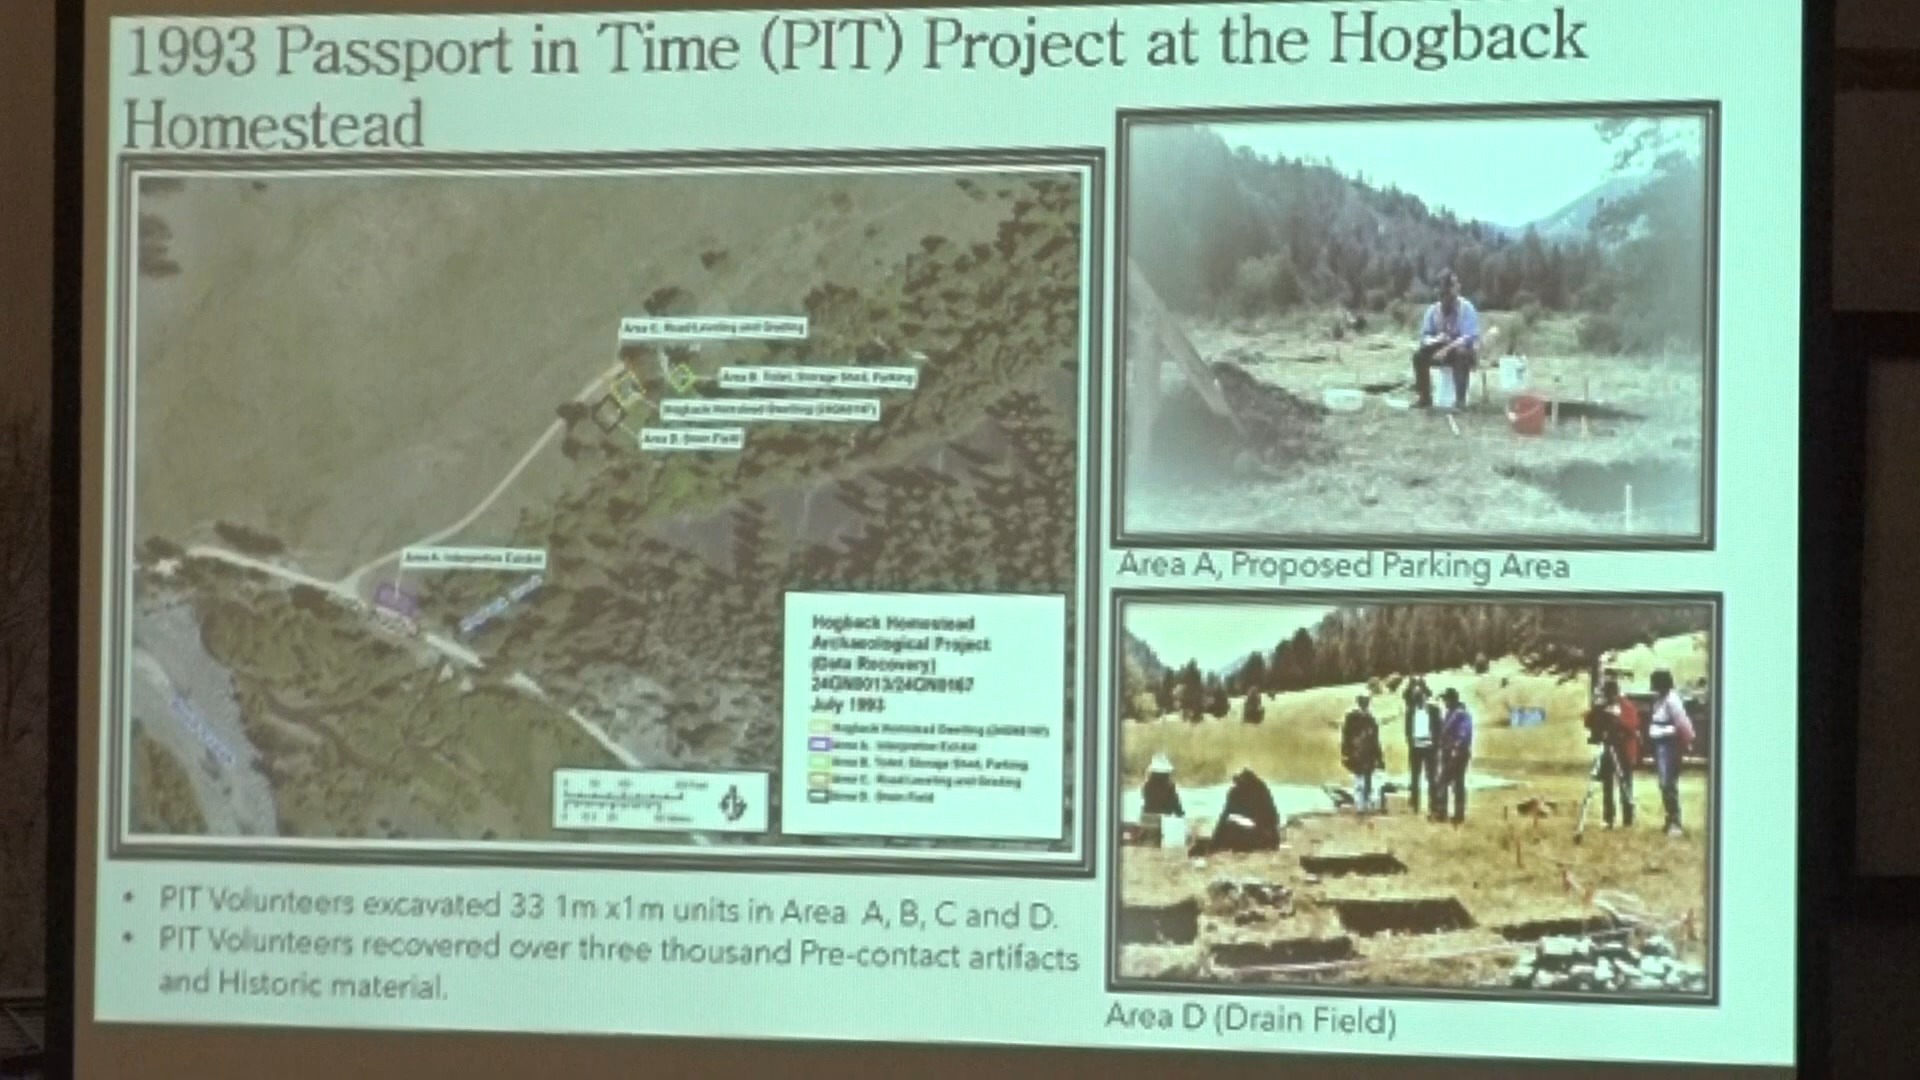 1993 Passport in Time (PIT) Project at the Hogback
Homestead
Area C. Road Leveling and Grading
Area B. Toilet, Storage Shed, Parking
Hogback Homestead Dwelling
Area D. Drain Field
Area A. Interpretive Exhibit
Hogback Homestead
Archaeological Project
(Data Recovery)
24GN0013/24GN0167
July 1993
Hogback Homestead Dwelling
Area A. Interpretive Exhibit
Area B. Toilet, Storage Shed, Parking
Area C. Road Leveling and Grading
Area D. Drain Field
Area A, Proposed Parking Area
Area D (Drain Field)
• PIT Volunteers excavated 33 1m x1m units in Area A, B, C and D.
• PIT Volunteers recovered over three thousand Pre-contact artifacts
and Historic material.